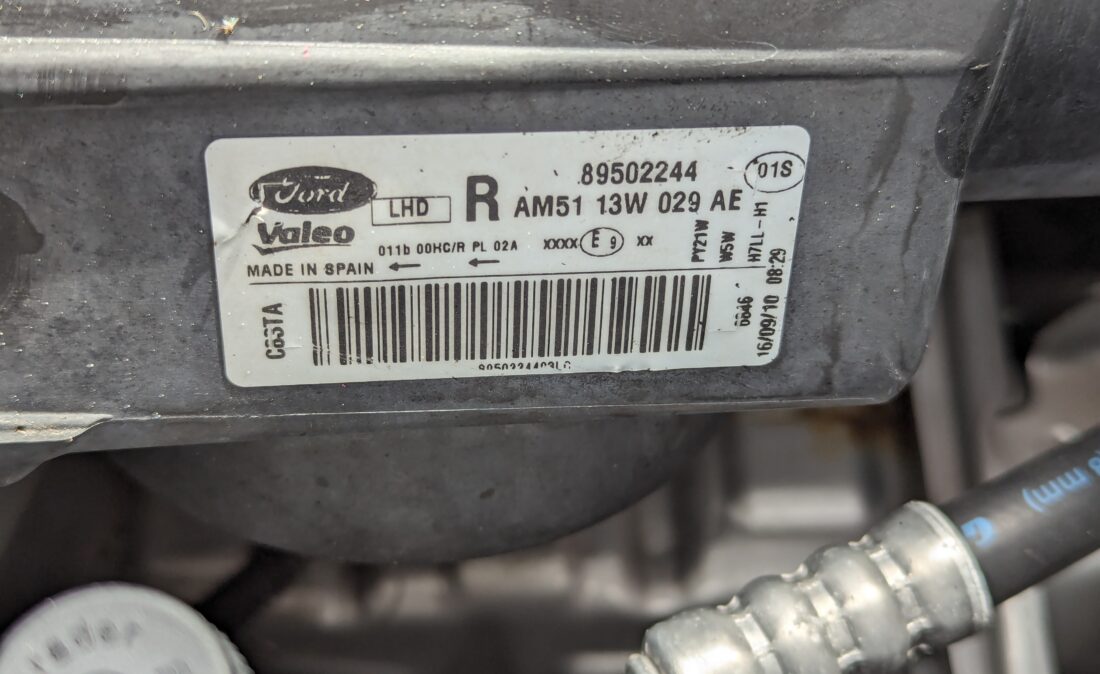 Ford
Valeo
MADE IN SPAIN
LHD
R
89502244
01S
AM51 13W 029 AE
011b 00HC/R PL 02A
XXXX E 9 XX
PY21W
W5W
H7LL-H1
16/09/10 08:29
mm)